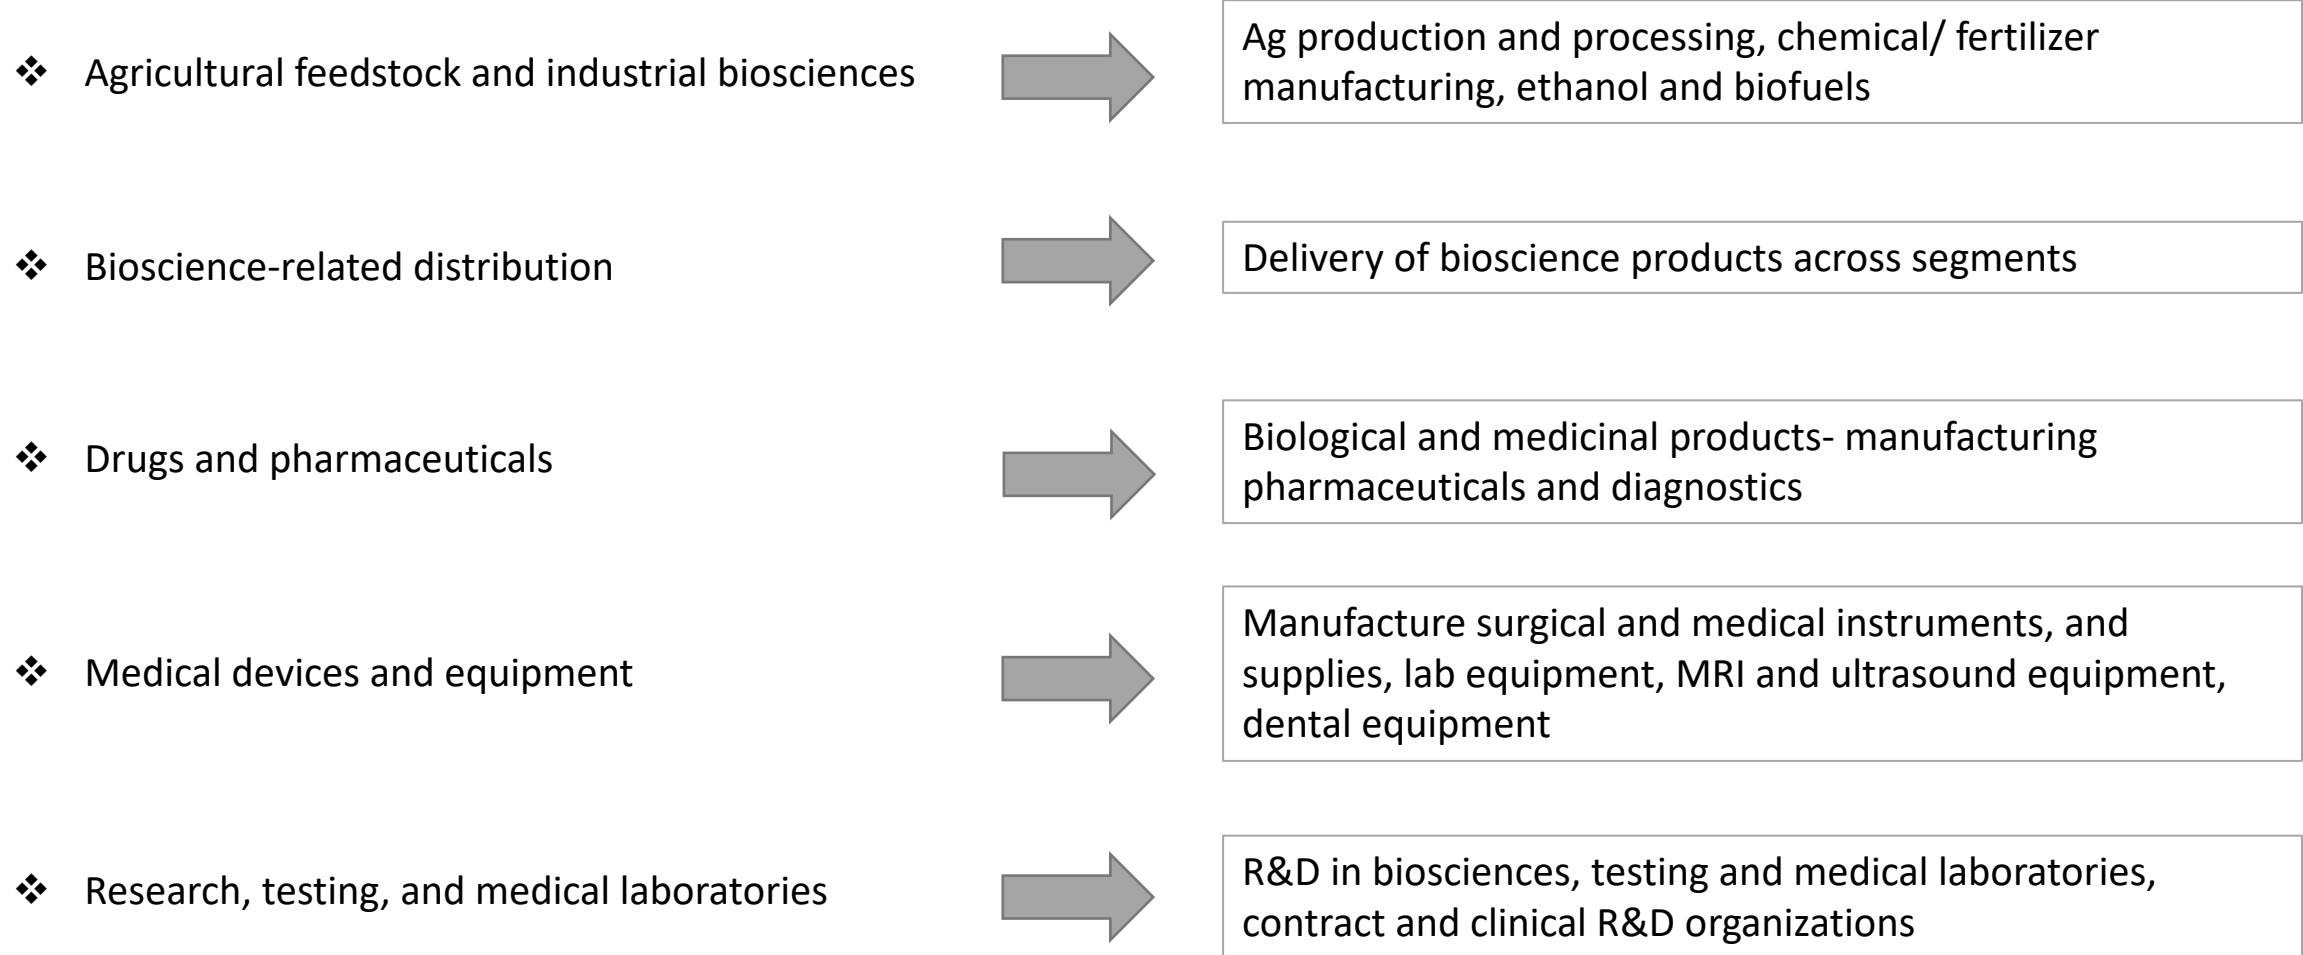 Agricultural feedstock and industrial biosciences
Ag production and processing, chemical/ fertilizer
manufacturing, ethanol and biofuels
Bioscience-related distribution
Delivery of bioscience products across segments
Drugs and pharmaceuticals
Biological and medicinal products- manufacturing
pharmaceuticals and diagnostics
Medical devices and equipment
Manufacture surgical and medical instruments, and
supplies, lab equipment, MRI and ultrasound equipment,
dental equipment
Research, testing, and medical laboratories
R&D in biosciences, testing and medical laboratories,
contract and clinical R&D organizations